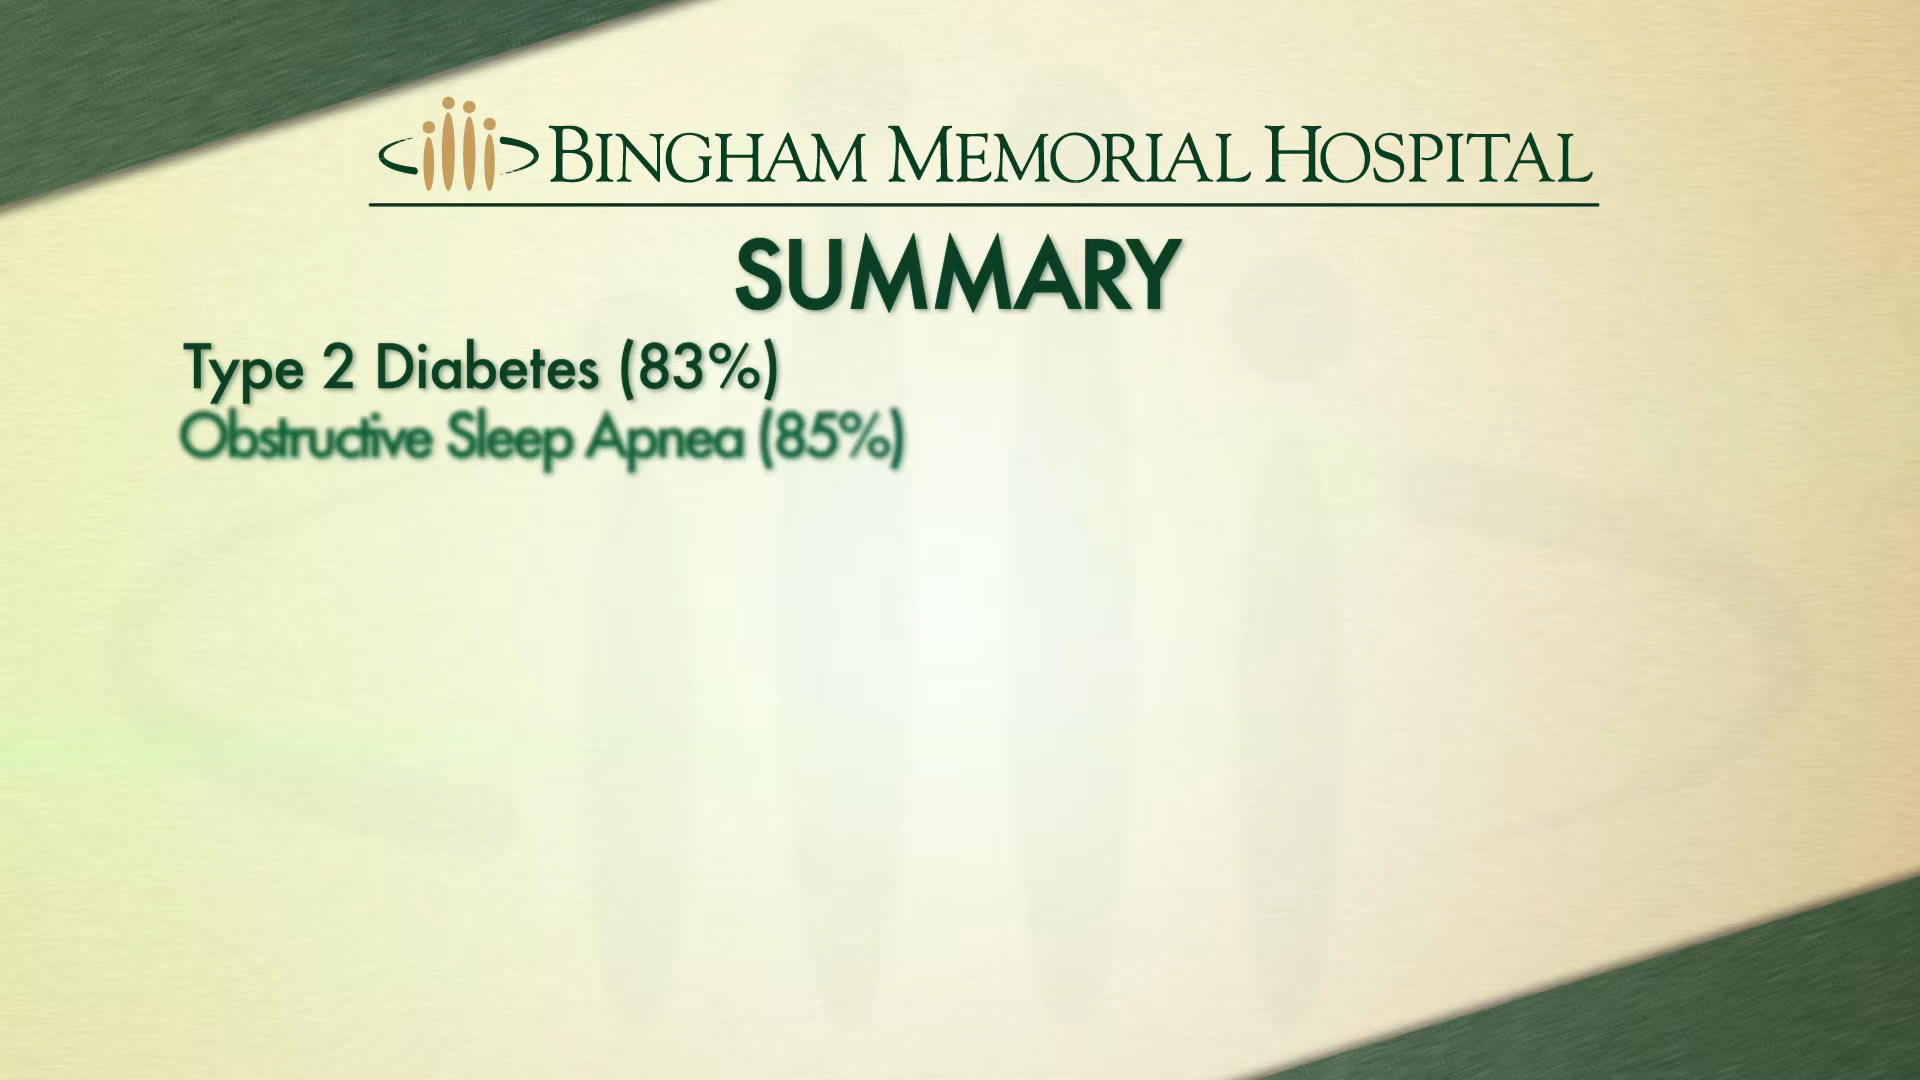 BINGHAM MEMORIAL HOSPITAL
SUMMARY
Type 2 Diabetes (83%)
Obstructive Sleep Apnea (85%)